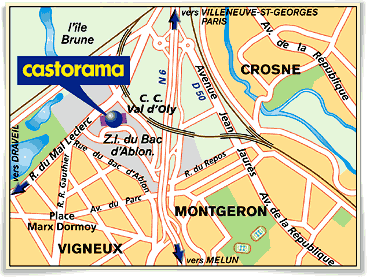 vers VILLENEUVE-ST-GEORGES
PARIS
l'île
Brune
castorama
N 6
D 50
Avenue
Jean
Jaurès
Av. de la République
CROSNE
C. C.
Val d'Oly
Z.I. du Bac
d'Ablon.
vers DRAVEIL
R. du Mal Leclerc
Rue du Bac d'Ablon
R. R. Gauthier
R. du Repos
Av. du Parc
Place
Marx Dormoy
VIGNEUX
MONTGERON
Av. de la République
vers MELUN